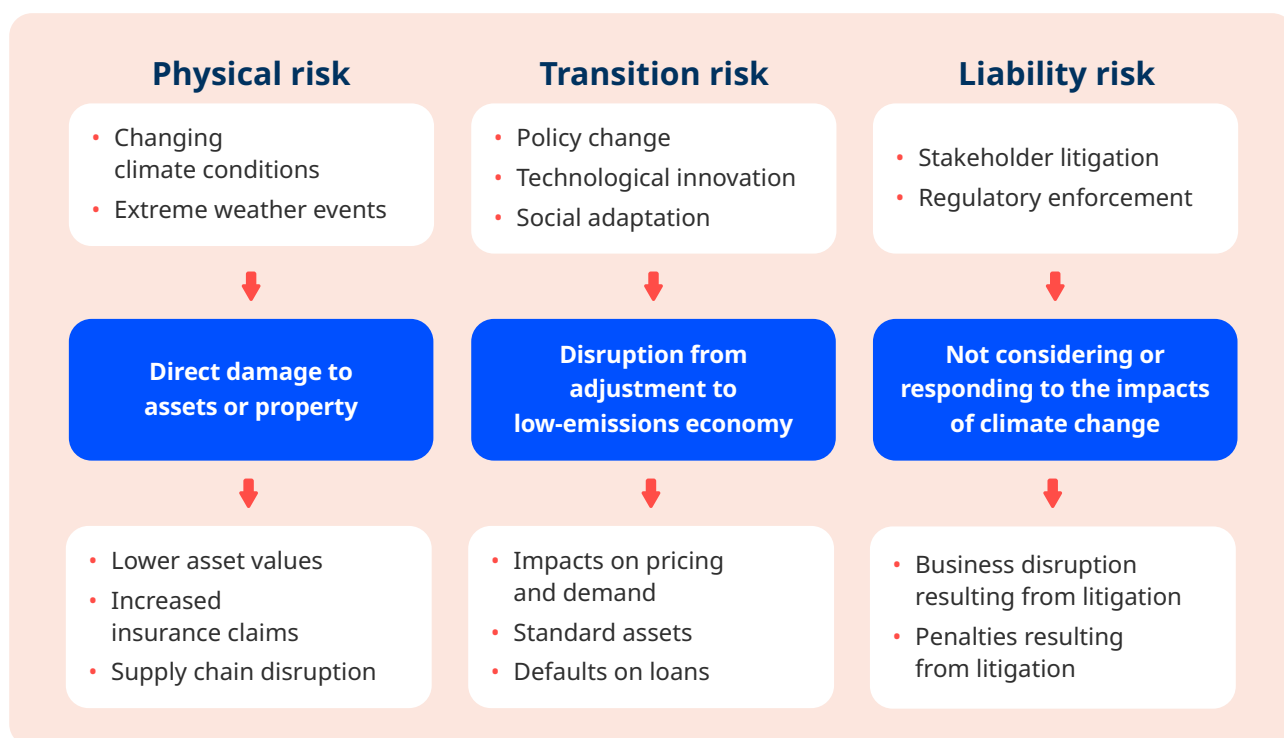 Physical risk
• Changing
climate conditions
• Extreme weather events
Direct damage to
assets or property
• Lower asset values
• Increased
insurance claims
• Supply chain disruption
Transition risk
• Policy change
• Technological innovation
• Social adaptation
Disruption from
adjustment to
low-emissions economy
• Impacts on pricing
and demand
• Standard assets
• Defaults on loans
Liability risk
• Stakeholder litigation
• Regulatory enforcement
Not considering or
responding to the impacts
of climate change
• Business disruption
resulting from litigation
• Penalties resulting
from litigation